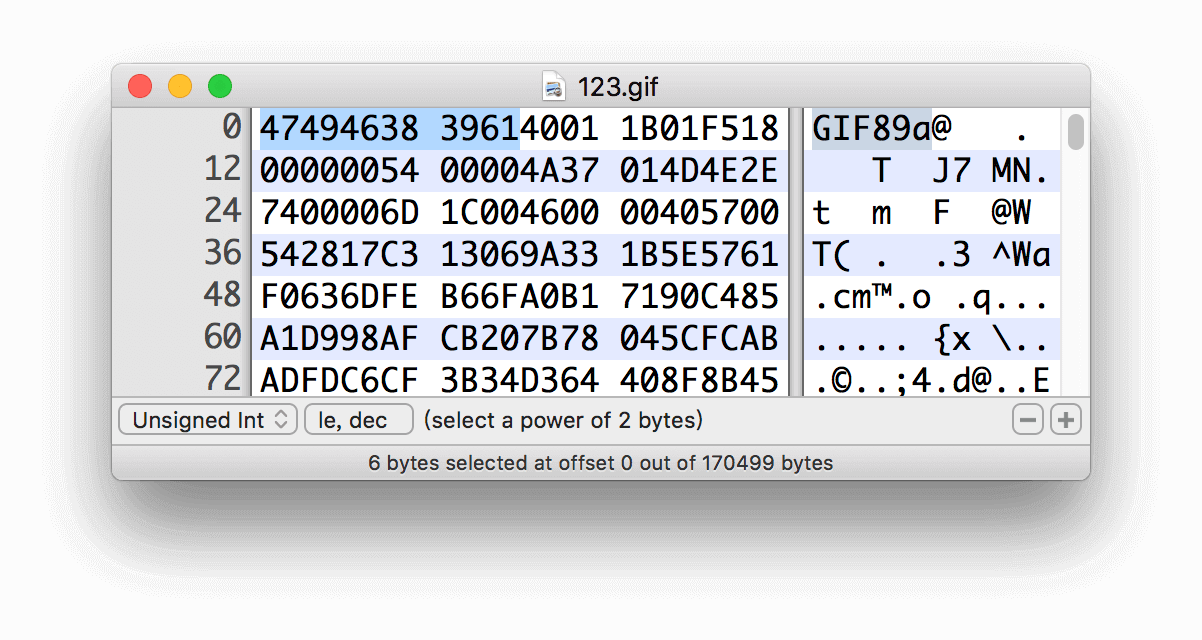 123.gif
0 47494638 39614001 1B01F518 GIF89a@ .
12 00000054 00004A37 014D4E2E T J7 MN.
24 7400006D 1C004600 00405700 t m F @W
36 542817C3 13069A33 1B5E5761 T( . .3 ^Wa
48 F0636DFE B66FA0B1 7190C485 .cm™.o .q...
60 A1D998AF CB207B78 045CFCAB ..... {x \..
72 ADFDC6CF 3B34D364 408F8B45 .©..;4.d@..E
Unsigned Int le, dec (select a power of 2 bytes)
6 bytes selected at offset 0 out of 170499 bytes